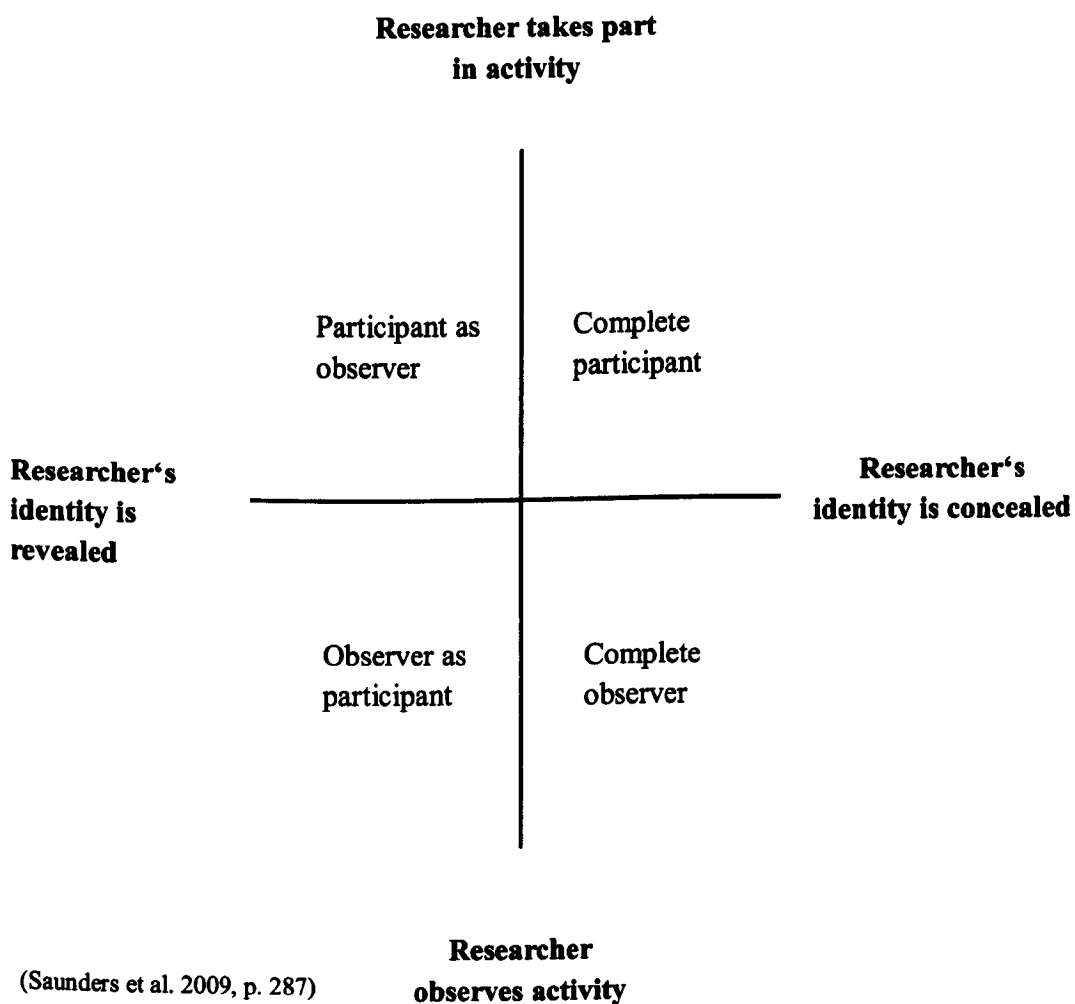 Researcher takes part
in activity
Participant as
observer
Complete
participant
Researcher‘s
identity is
revealed
Researcher‘s
identity is concealed
Observer as
participant
Complete
observer
Researcher
observes activity
(Saunders et al. 2009, p. 287)